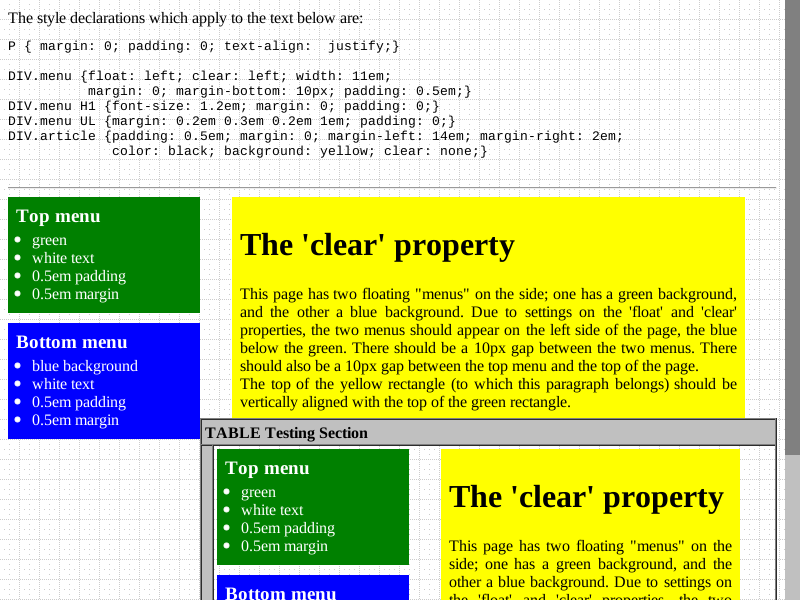 The style declarations which apply to the text below are:
P { margin: 0; padding: 0; text-align:  justify;}
DIV.menu {float: left; clear: left; width: 11em;
          margin: 0; margin-bottom: 10px; padding: 0.5em;}
DIV.menu H1 {font-size: 1.2em; margin: 0; padding: 0;}
DIV.menu UL {margin: 0.2em 0.3em 0.2em 1em; padding: 0;}
DIV.article {padding: 0.5em; margin: 0; margin-left: 14em; margin-right: 2em;
             color: black; background: yellow; clear: none;}
Top menu
green
white text
0.5em padding
0.5em margin
Bottom menu
blue background
white text
0.5em padding
0.5em margin
The 'clear' property
This page has two floating "menus" on the side; one has a green background,
and the other a blue background. Due to settings on the 'float' and 'clear'
properties, the two menus should appear on the left side of the page, the blue
below the green. There should be a 10px gap between the two menus. There
should also be a 10px gap between the top menu and the top of the page.
The top of the yellow rectangle (to which this paragraph belongs) should be
vertically aligned with the top of the green rectangle.
TABLE Testing Section
Top menu
green
white text
0.5em padding
0.5em margin
Bottom menu
The 'clear' property
This page has two floating "menus" on the
side; one has a green background, and the
other a blue background. Due to settings on
the 'float' and 'clear' properties, the two